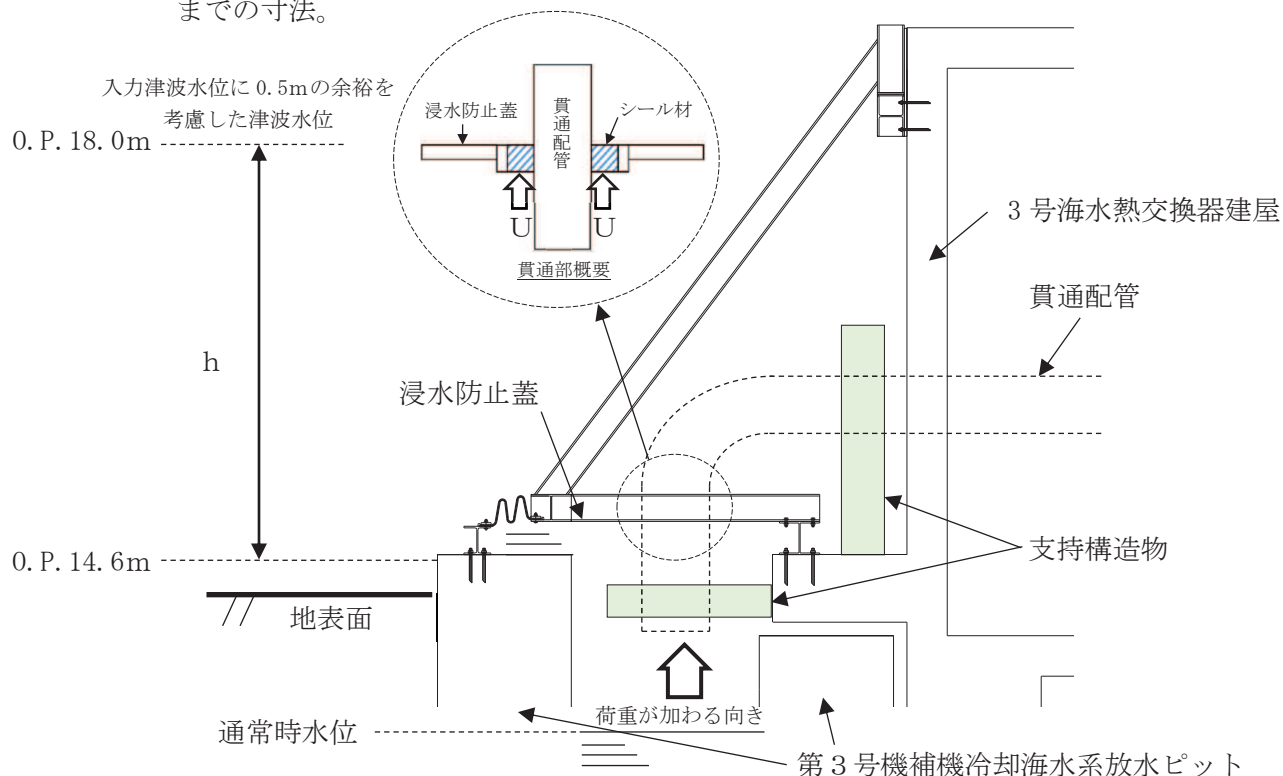 までの寸法。
入力津波水位に 0.5mの余裕を
考慮した津波水位
O.P.18.0m
浸水防止蓋
貫通配管
シール材
U
U
貫通部概要
3号海水熱交換器建屋
貫通配管
h
浸水防止蓋
O.P.14.6m
支持構造物
地表面
荷重が加わる向き
通常時水位
第3号機補機冷却海水系放水ピット